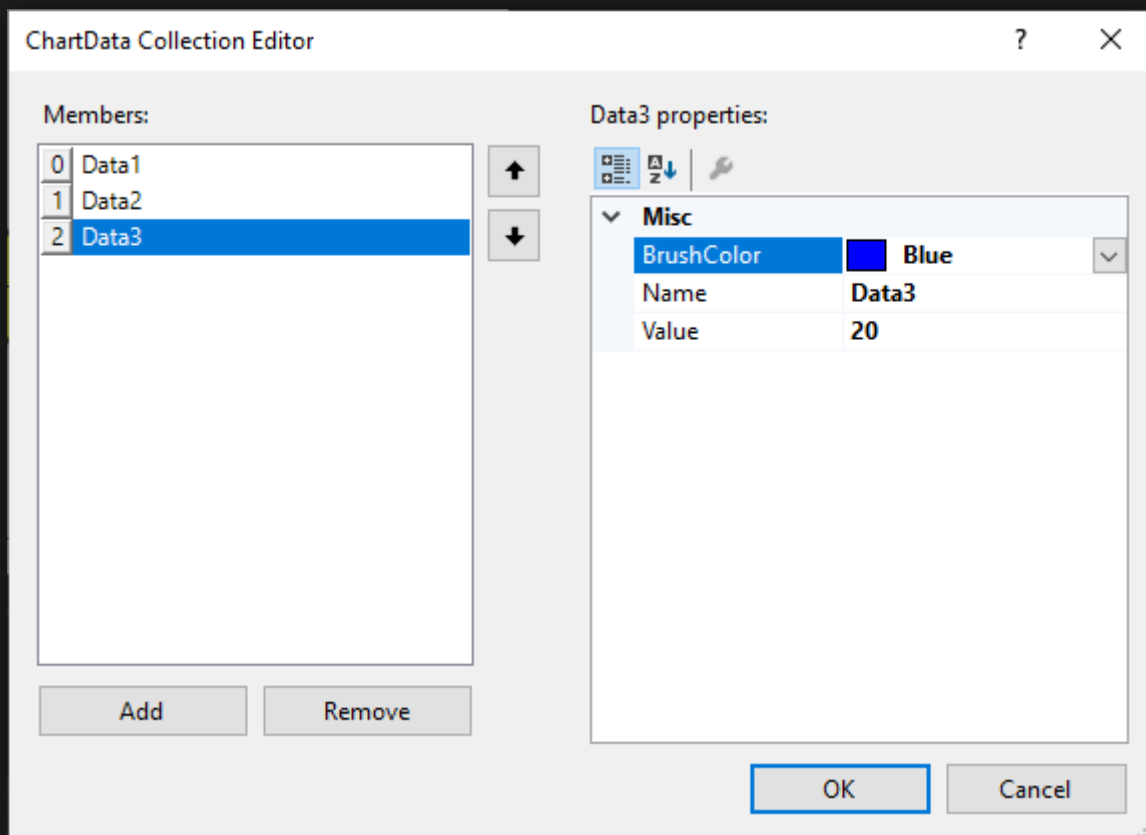 ChartData Collection Editor
?
Members:
0 Data1
1 Data2
2 Data3
Add
Remove
Data3 properties:
Misc
BrushColor Blue
Name Data3
Value 20
OK
Cancel